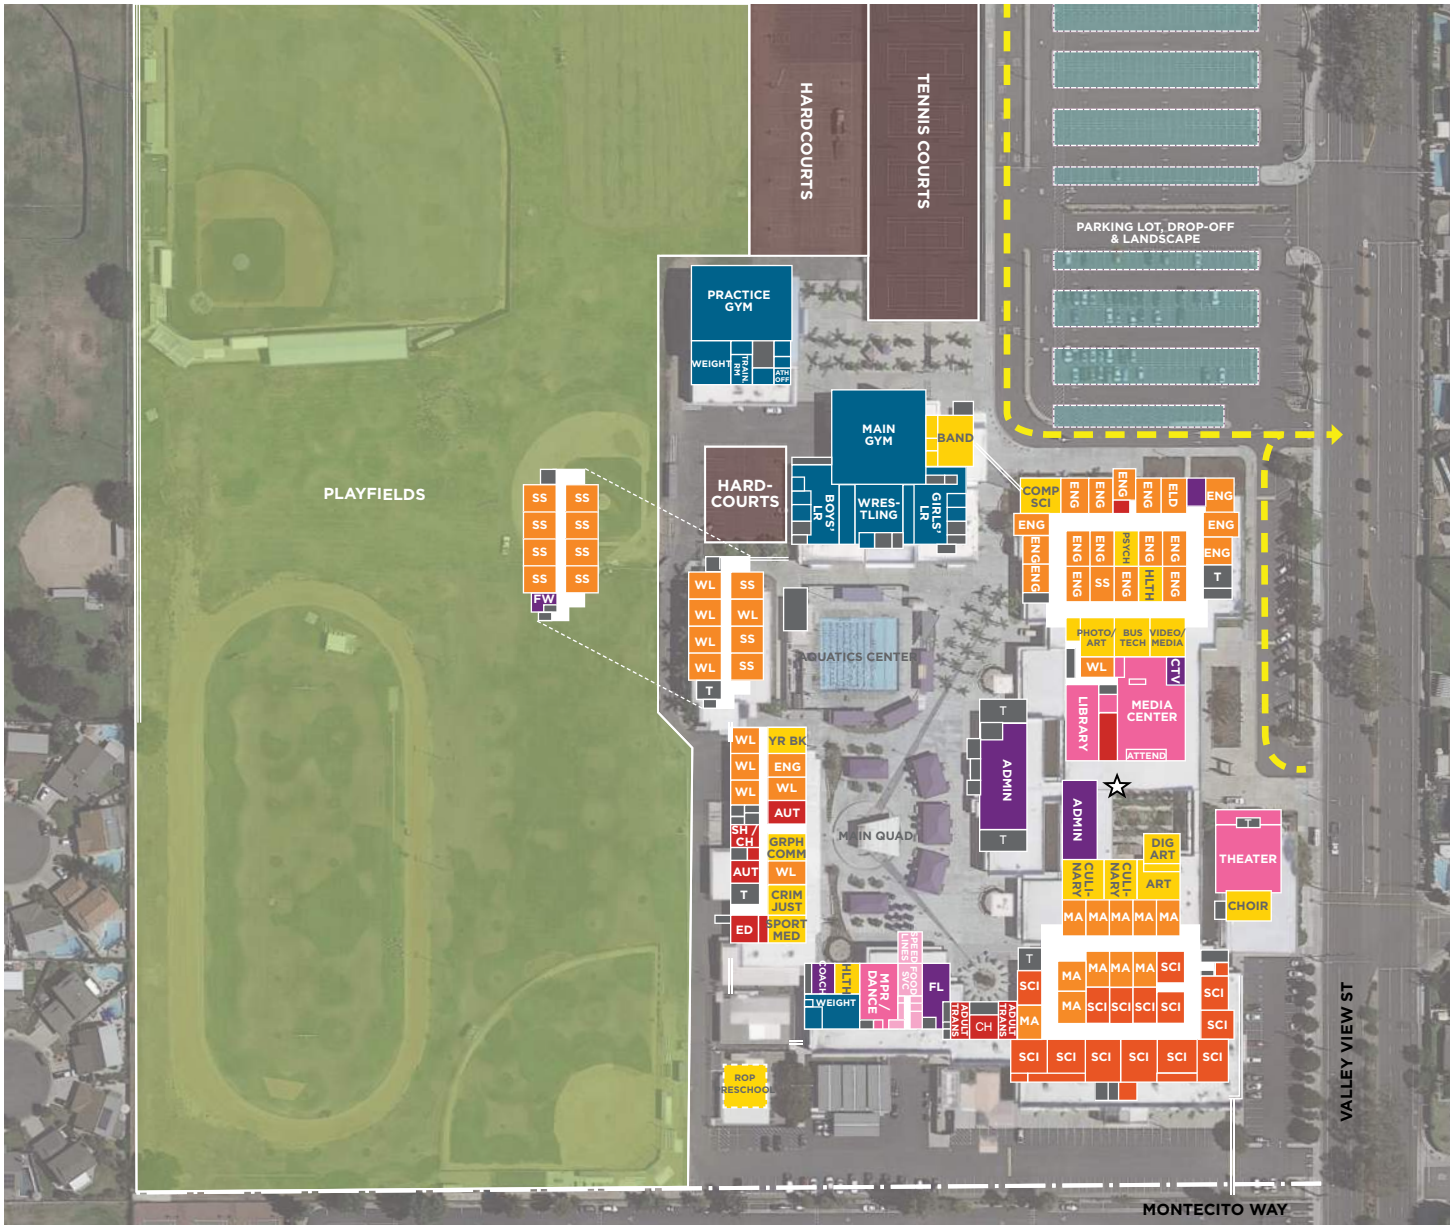 HARDCOURTS
TENNIS COURTS
PARKING LOT, DROP-OFF
& LANDSCAPE
PRACTICE
GYM
WEIGHT
TRAIN.
RM
ATH
OFF
MAIN
GYM
BAND
HARD-
COURTS
BOYS'
LR
WRES-
TLING
GIRLS'
LR
PLAYFIELDS
SS
SS
SS
SS
SS
SS
SS
SS
FW
COMP
SCI
ENG
ENG
ENG
ENG
ELD
ENG
ENG
ENG
ENG
ENG
ENG
ENG
PSYCH
ENG
ENG
ENG
ENG
SS
ENG
HLTH
ENG
T
WL
SS
WL
WL
WL
SS
WL
SS
T
AQUATICS CENTER
PHOTO/
ART
BUS
TECH
VIDEO/
MEDIA
WL
CTV
LIBRARY
MEDIA
CENTER
ATTEND
T
ADMIN
T
ADMIN
WL
YR BK
WL
ENG
WL
WL
AUT
SH /
CH
GRPH
COMM
AUT
WL
T
CRIM
JUST
ED
SPORT
MED
MAIN QUAD
DIG
ART
CULI-
NARY
CULI-
NARY
ART
T
THEATER
CHOIR
MA
MA
MA
MA
MA
SPEED
LINES
COACH
HLTH
MPR /
DANCE
FOOD
SVC
FL
WEIGHT
ADULT
TRANS
CH
ADULT
TRANS
T
SCI
MA
MA
MA
MA
MA
SCI
MA
SCI
SCI
SCI
SCI
SCI
SCI
SCI
SCI
SCI
SCI
SCI
SCI
ROP
PRESCHOOL
VALLEY VIEW ST
MONTECITO WAY